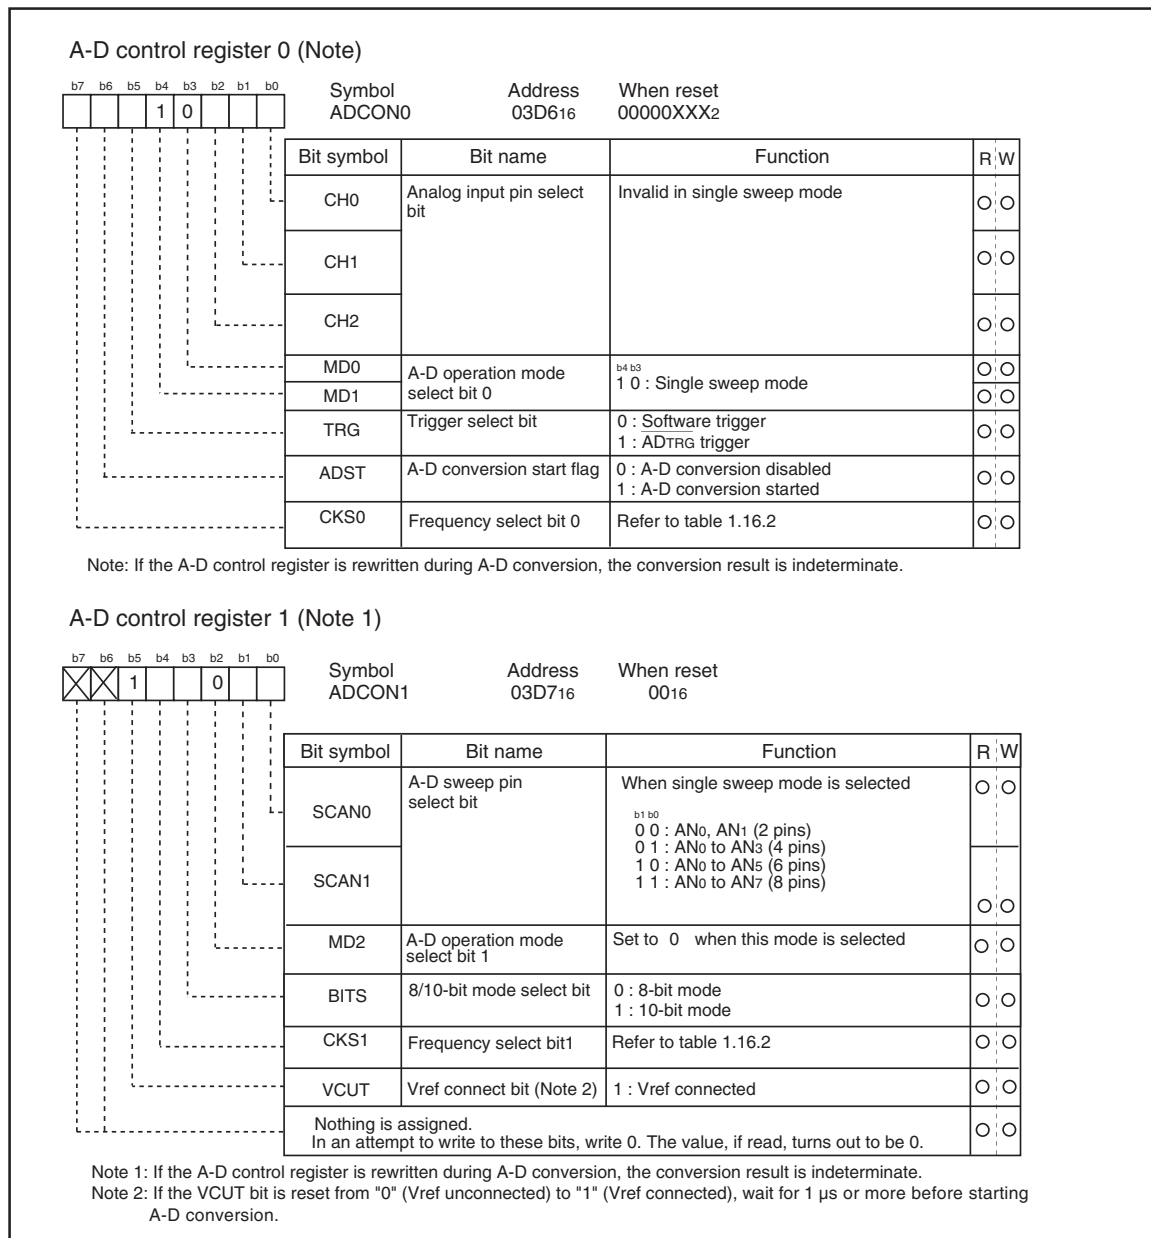 A-D control register 0 (Note)
b7 b6 b5 b4 b3 b2 b1 b0
1 0
Symbol Address When reset
ADCON0 03D616 00000XXX2
Bit symbol Bit name Function R W
CH0 Analog input pin select bit Invalid in single sweep mode
CH1
CH2
MD0 A-D operation mode select bit 0 b4 b3
1 0 : Single sweep mode
MD1
TRG Trigger select bit 0 : Software trigger
1 : ADTRG trigger
ADST A-D conversion start flag 0 : A-D conversion disabled
1 : A-D conversion started
CKS0 Frequency select bit 0 Refer to table 1.16.2
Note: If the A-D control register is rewritten during A-D conversion, the conversion result is indeterminate.
A-D control register 1 (Note 1)
b7 b6 b5 b4 b3 b2 b1 b0
1 0
Symbol Address When reset
ADCON1 03D716 0016
Bit symbol Bit name Function R W
SCAN0 A-D sweep pin select bit When single sweep mode is selected
b1 b0
0 0 : AN0, AN1 (2 pins)
0 1 : AN0 to AN3 (4 pins)
1 0 : AN0 to AN5 (6 pins)
1 1 : AN0 to AN7 (8 pins)
SCAN1
MD2 A-D operation mode select bit 1 Set to 0 when this mode is selected
BITS 8/10-bit mode select bit 0 : 8-bit mode
1 : 10-bit mode
CKS1 Frequency select bit1 Refer to table 1.16.2
VCUT Vref connect bit (Note 2) 1 : Vref connected
Nothing is assigned.
In an attempt to write to these bits, write 0. The value, if read, turns out to be 0.
Note 1: If the A-D control register is rewritten during A-D conversion, the conversion result is indeterminate.
Note 2: If the VCUT bit is reset from "0" (Vref unconnected) to "1" (Vref connected), wait for 1 µs or more before starting
A-D conversion.